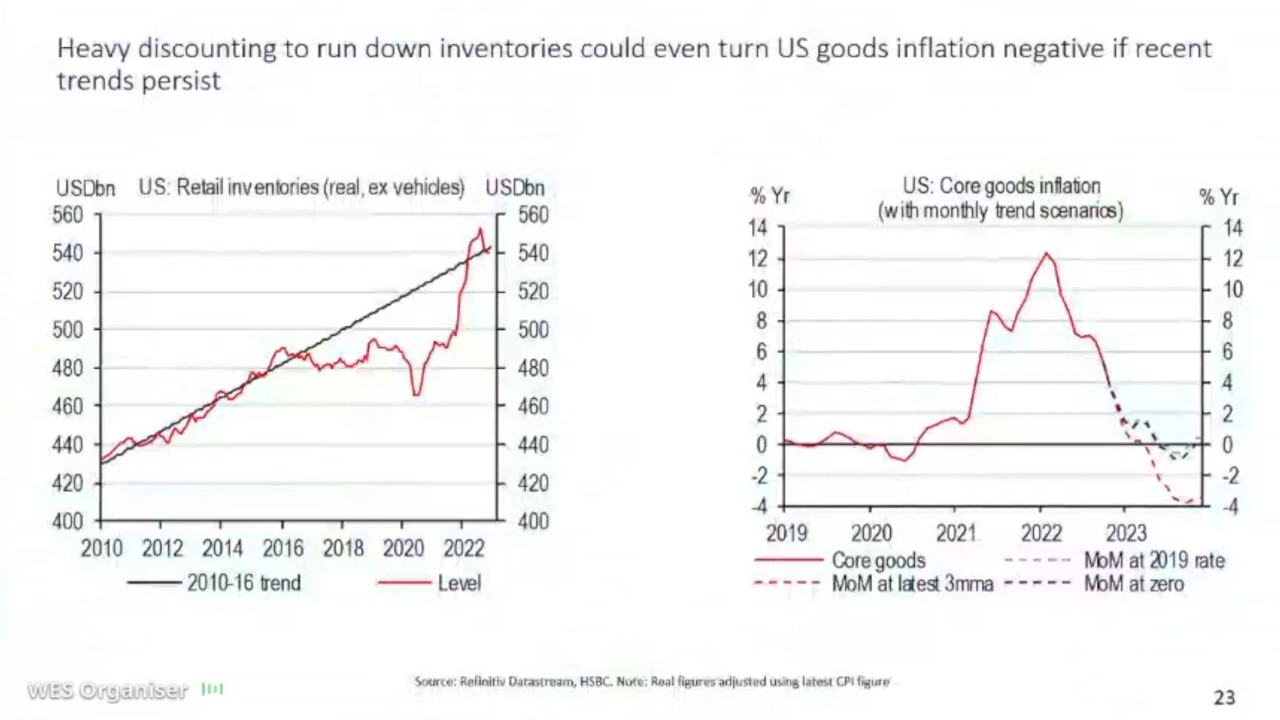 Heavy discounting to run down inventories could even turn US goods inflation negative if recent
trends persist
USDbn US: Retail inventories (real, ex vehicles) USDbn
560 560
540 540
520 520
500 500
480 480
460 460
440 440
420 420
400 400
2010 2012 2014 2016 2018 2020 2022
2010-16 trend Level
% Yr US: Core goods inflation % Yr
(with monthly trend scenarios)
14 14
12 12
10 10
8 8
6 6
4 4
2 2
0 0
-2 -2
-4 -4
2019 2020 2021 2022 2023
Core goods MoM at 2019 rate
MoM at latest 3mma MoM at zero
Source: Refinitiv Datastream, HSBC. Note: Real figures adjusted using latest CPI figure
WES Organiser
23